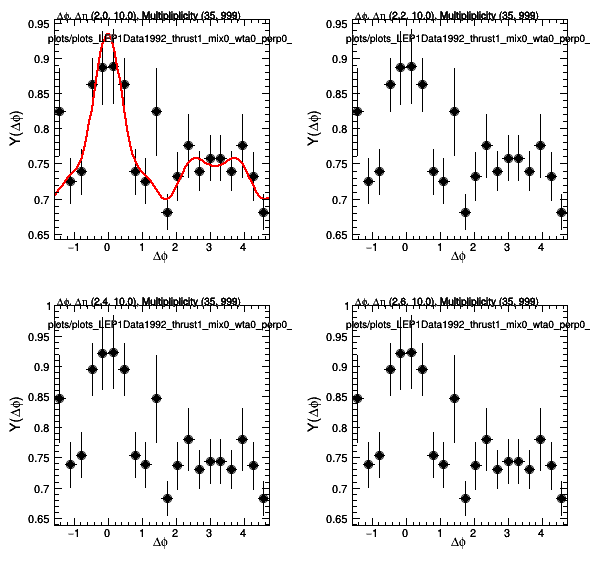 Δφ, Δη (2.0, 10.0), Multipliplicity (35, 999)
plots/plots_LEP1Data1992_thrust1_mix0_wta0_perp0_
Y(Δφ)
0.95
0.9
0.85
0.8
0.75
0.7
0.65
−1 0 1 2 3 4
Δφ
Δφ, Δη (2.2, 10.0), Multipliplicity (35, 999)
plots/plots_LEP1Data1992_thrust1_mix0_wta0_perp0_
Y(Δφ)
0.95
0.9
0.85
0.8
0.75
0.7
0.65
−1 0 1 2 3 4
Δφ
Δφ, Δη (2.4, 10.0), Multipliplicity (35, 999)
plots/plots_LEP1Data1992_thrust1_mix0_wta0_perp0_
Y(Δφ)
1
0.95
0.9
0.85
0.8
0.75
0.7
0.65
−1 0 1 2 3 4
Δφ
Δφ, Δη (2.6, 10.0), Multipliplicity (35, 999)
plots/plots_LEP1Data1992_thrust1_mix0_wta0_perp0_
Y(Δφ)
1
0.95
0.9
0.85
0.8
0.75
0.7
0.65
−1 0 1 2 3 4
Δφ